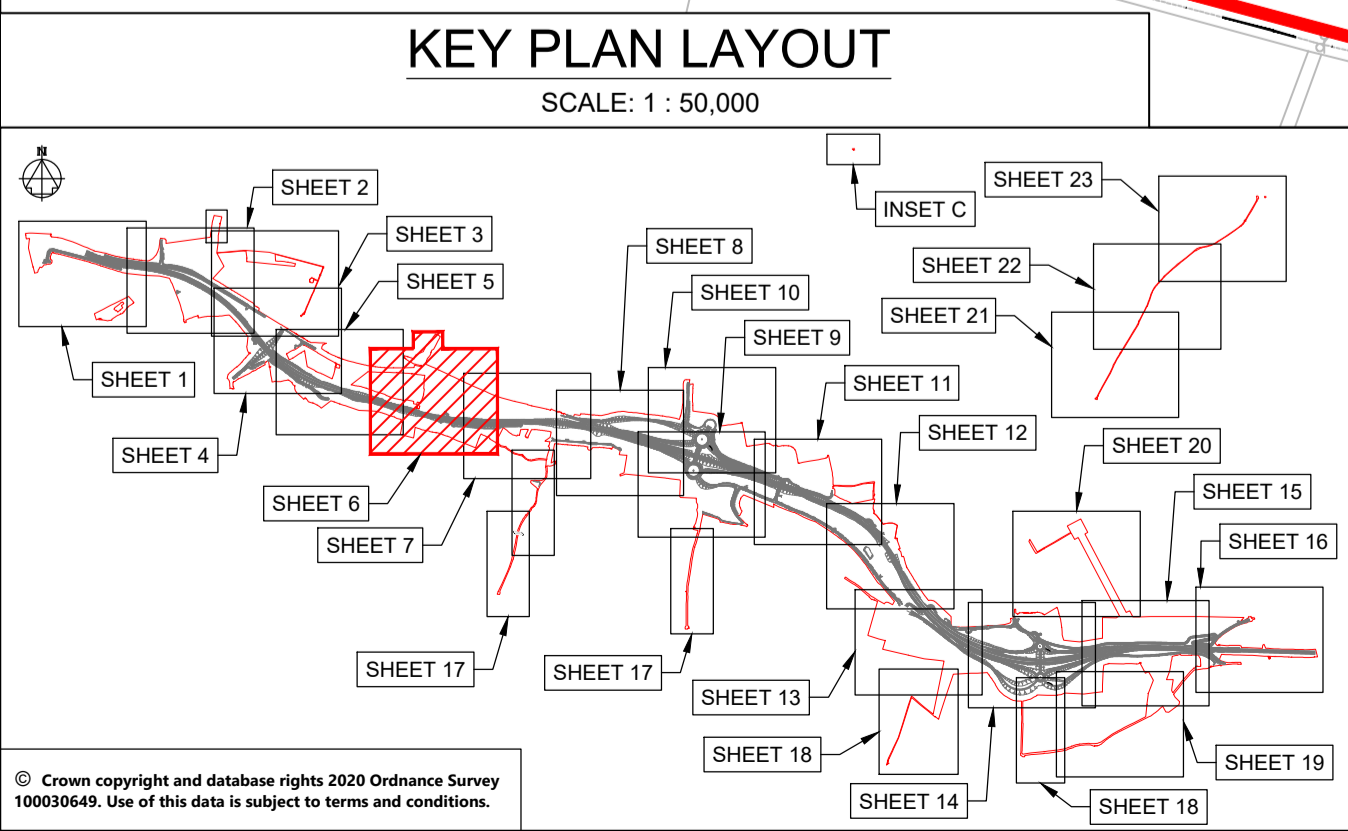 KEY PLAN LAYOUT
SCALE: 1 : 50,000
N
SHEET 2
SHEET 23
INSET C
SHEET 3
SHEET 8
SHEET 22
SHEET 5
SHEET 10
SHEET 21
SHEET 9
SHEET 1
SHEET 11
SHEET 12
SHEET 4
SHEET 20
SHEET 6
SHEET 15
SHEET 7
SHEET 16
SHEET 17
SHEET 17
SHEET 13
SHEET 18
SHEET 19
SHEET 14
SHEET 18
© Crown copyright and database rights 2020 Ordnance Survey
100030649. Use of this data is subject to terms and conditions.